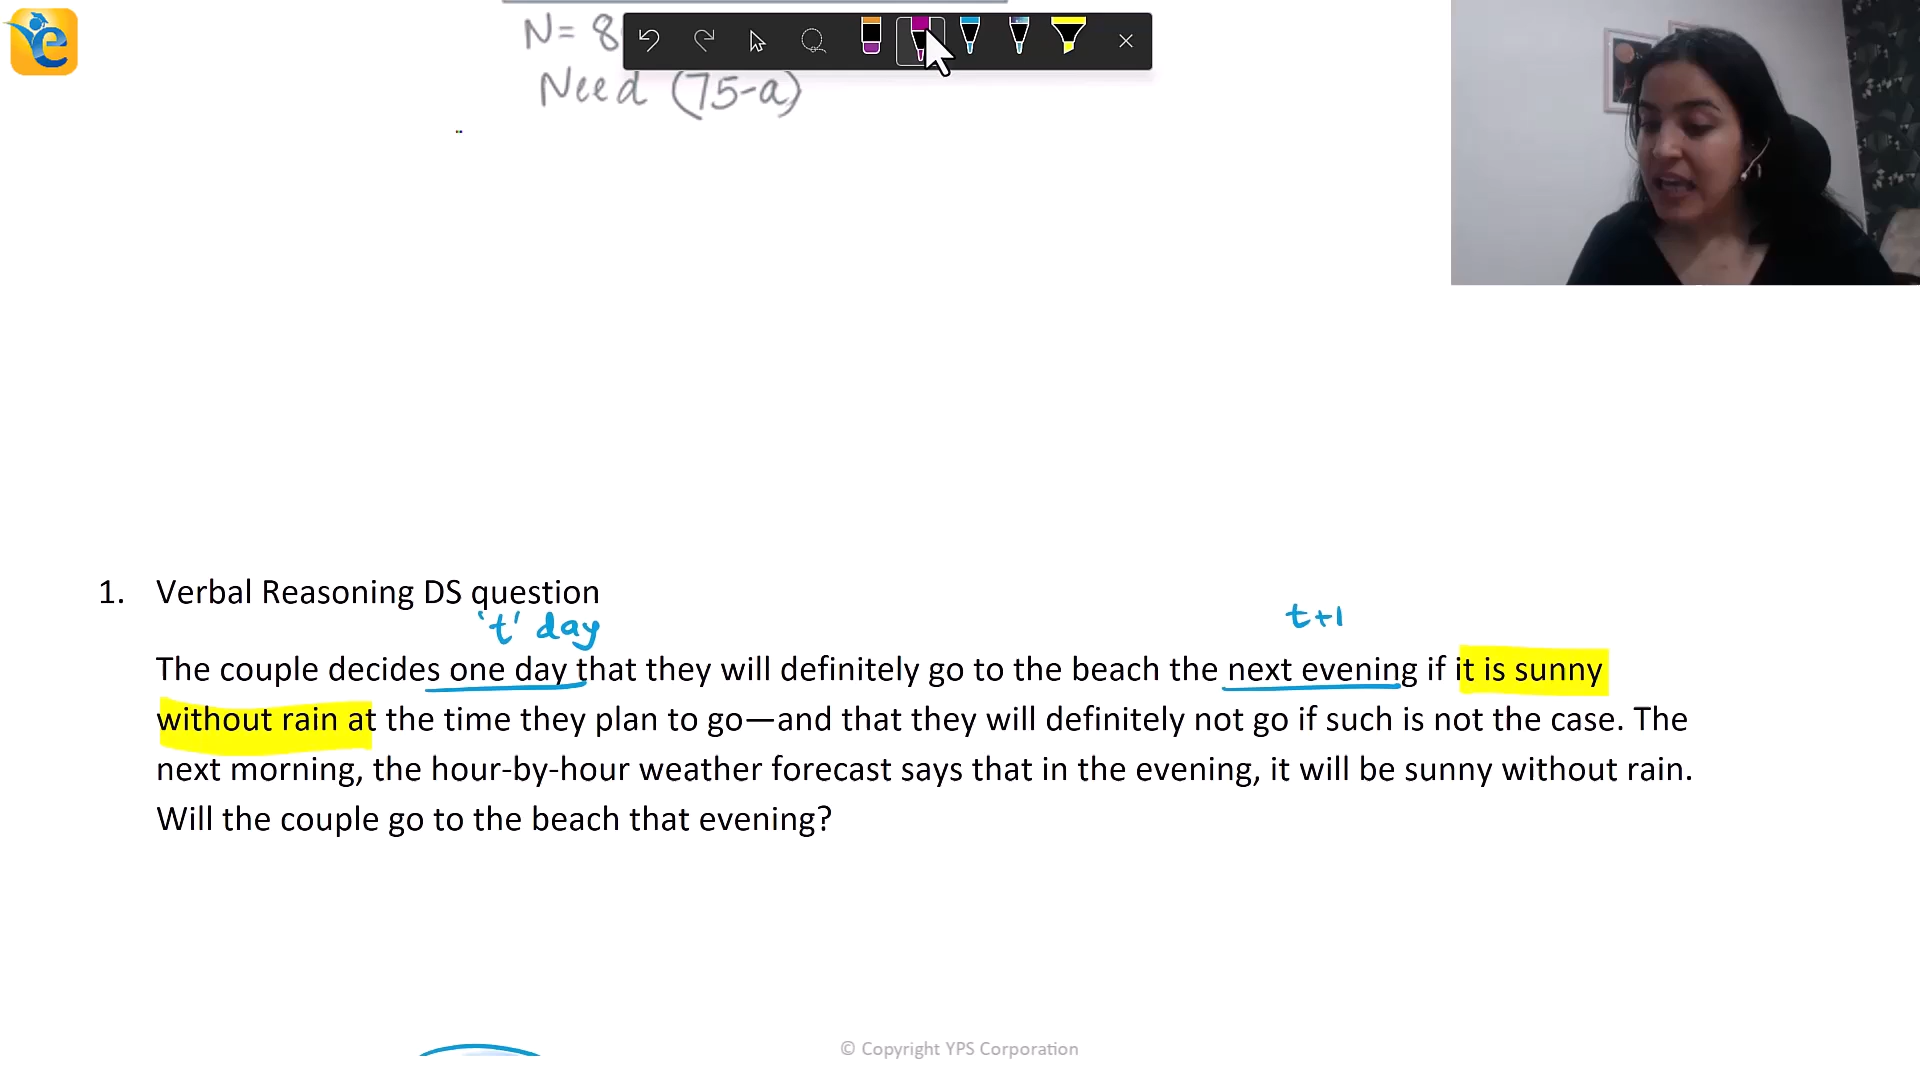 N= 8
Need (75-a)
1. Verbal Reasoning DS question
't' day
t+1
The couple decides one day that they will definitely go to the beach the next evening if it is sunny
without rain at the time they plan to go—and that they will definitely not go if such is not the case. The
next morning, the hour-by-hour weather forecast says that in the evening, it will be sunny without rain.
Will the couple go to the beach that evening?
© Copyright YPS Corporation